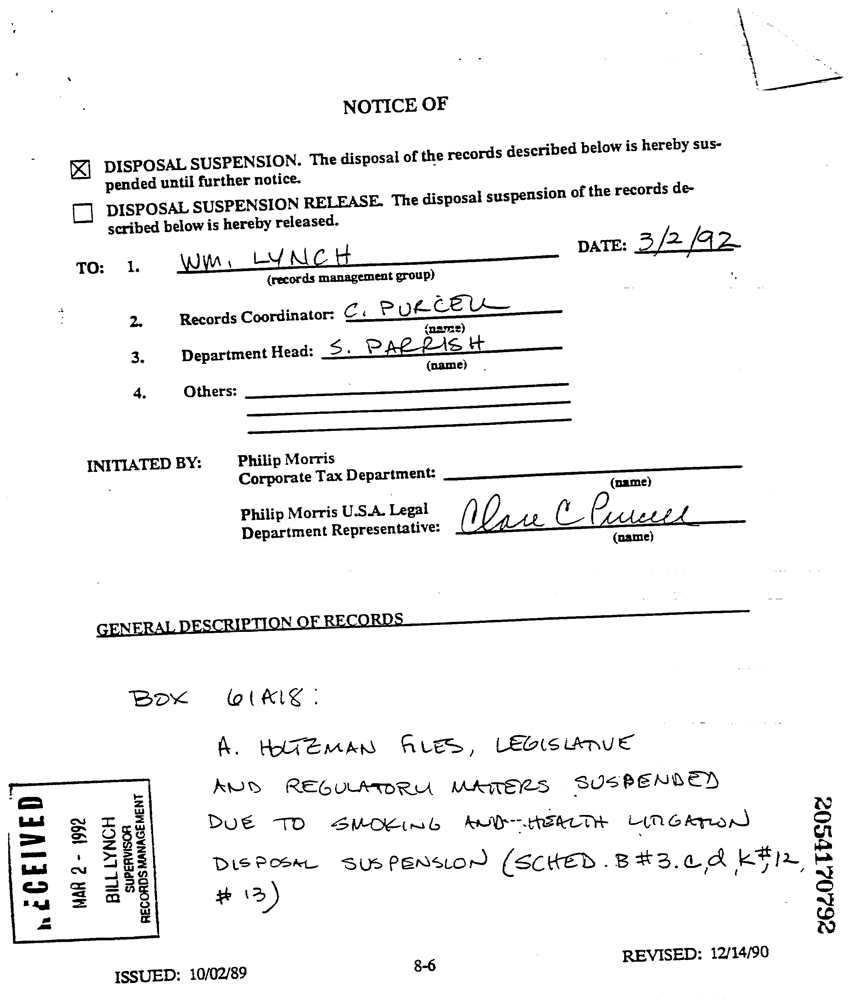 NOTICE OF
DISPOSAL SUSPENSION. The disposal of the records described below is hereby sus-
pended until further notice.
DISPOSAL SUSPENSION RELEASE. The disposal suspension of the records de-
scribed below is hereby released.
DATE: 3/2/92
TO: 1. WM. LYNCH
(records management group)
2. Records Coordinator: C. PURCELL
(name)
3. Department Head: S. PARRISH
(name)
4. Others:
INITIATED BY: Philip Morris
Corporate Tax Department:
(name)
Philip Morris U.S.A. Legal
Department Representative: Clare C Purcell
(name)
GENERAL DESCRIPTION OF RECORDS
BOX 61A18:
A. HOLTZMAN FILES, LEGISLATIVE
AND REGULATORY MATTERS SUSPENDED
DUE TO SMOKING AND HEALTH LITIGATION
DISPOSAL SUSPENSION (SCHED. B #3.c,d,k #12,
#13)
RECEIVED
MAR 2 - 1992
BILL LYNCH
SUPERVISOR
RECORDS MANAGEMENT
2054170792
ISSUED: 10/02/89
8-6
REVISED: 12/14/90